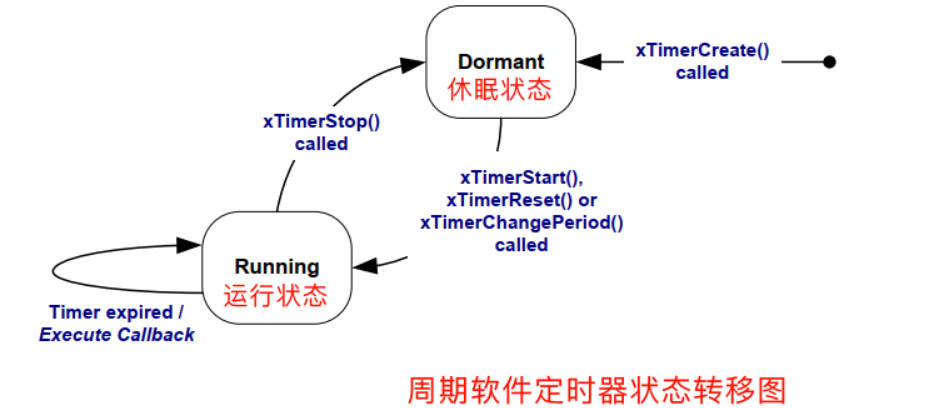 Dormant
休眠状态
xTimerCreate()
called
xTimerStop()
called
xTimerStart(),
xTimerReset() or
xTimerChangePeriod()
called
Running
运行状态
Timer expired /
Execute Callback
周期软件定时器状态转移图